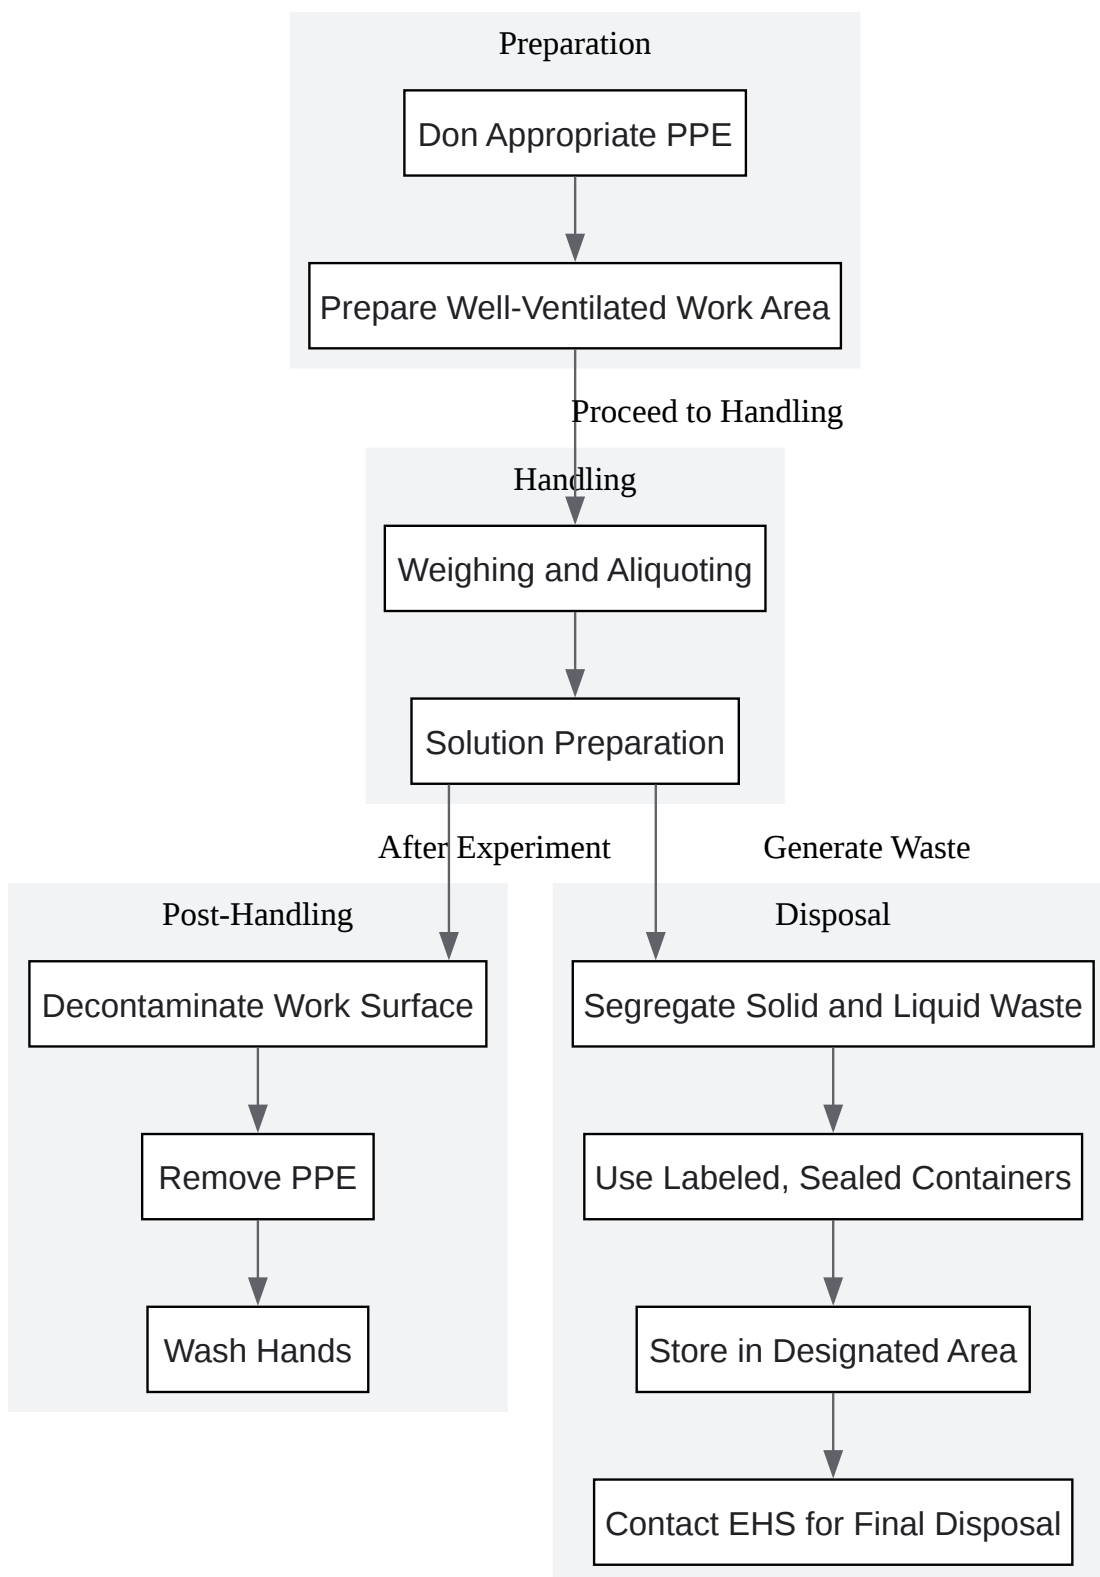 Preparation
Don Appropriate PPE
Prepare Well-Ventilated Work Area
Proceed to Handling
Handling
Weighing and Aliquoting
Solution Preparation
After Experiment
Generate Waste
Post-Handling
Disposal
Decontaminate Work Surface
Segregate Solid and Liquid Waste
Remove PPE
Use Labeled, Sealed Containers
Wash Hands
Store in Designated Area
Contact EHS for Final Disposal